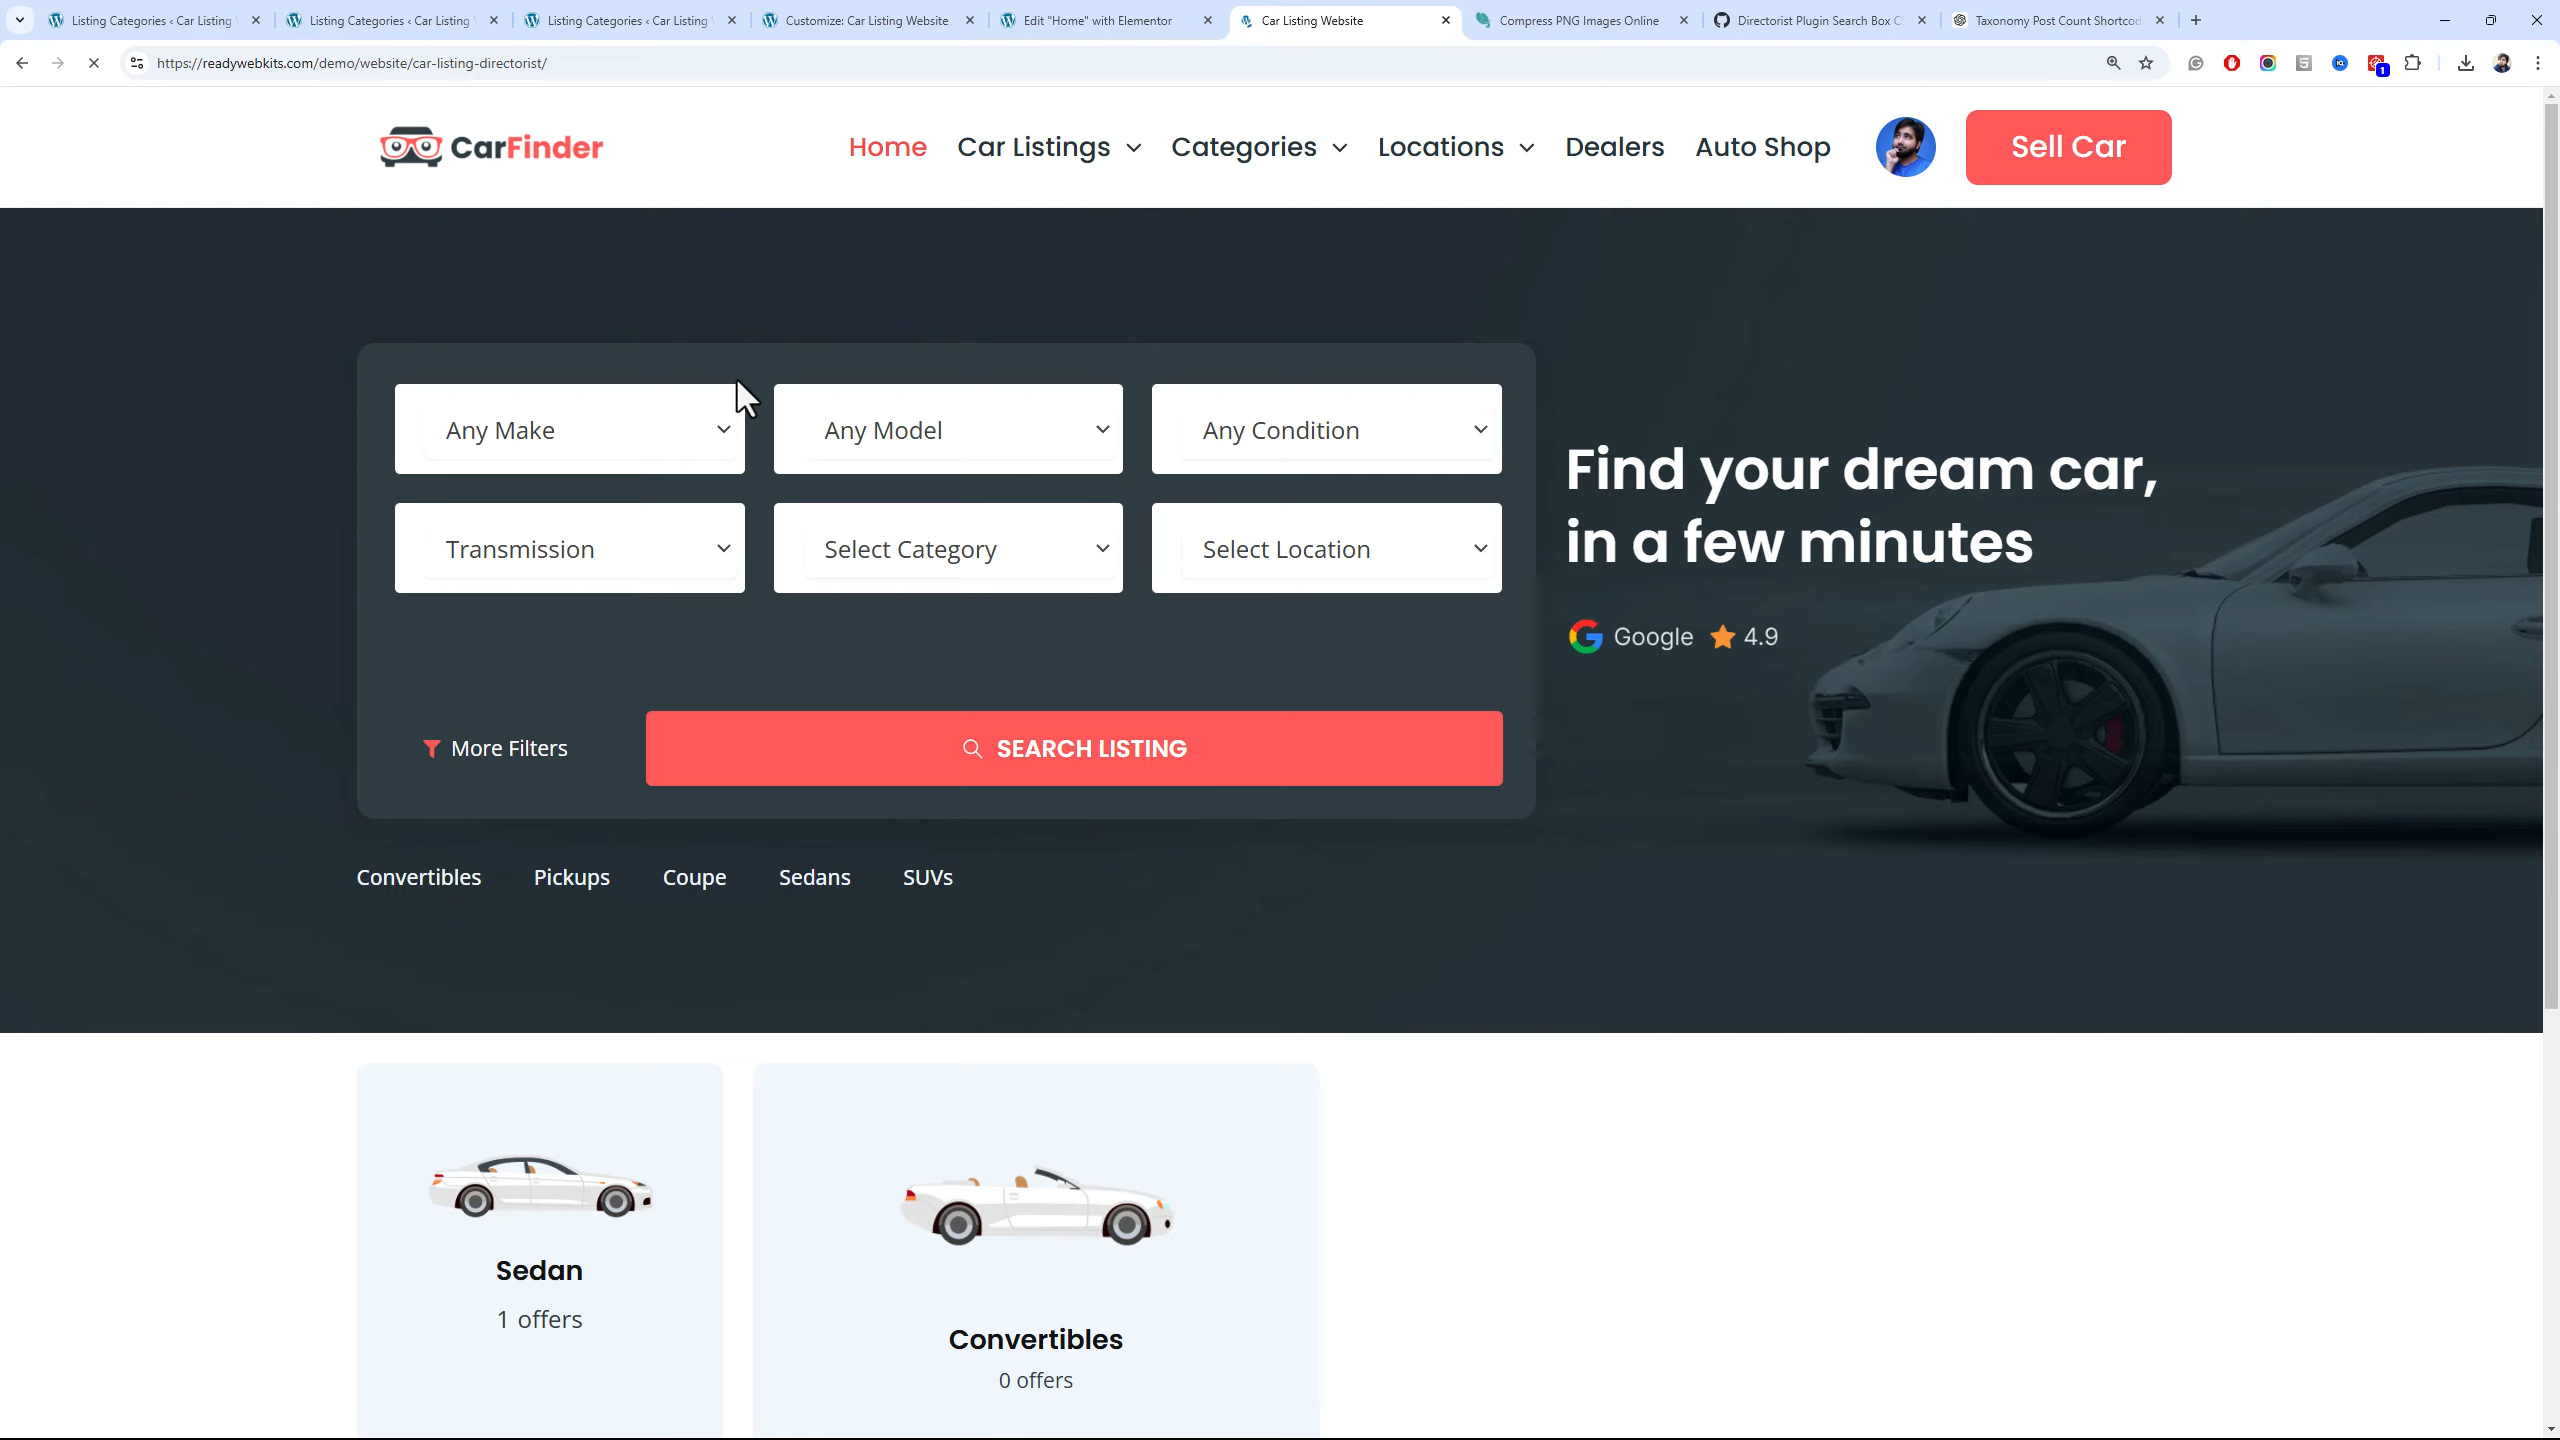 Listing Categories ‹ Car Listing
Listing Categories ‹ Car Listing
Listing Categories ‹ Car Listing
Customize: Car Listing Website
Edit "Home" with Elementor
Car Listing Website
Compress PNG Images Online
Directorist Plugin Search Box C
Taxonomy Post Count Shortcod
https://readywebkits.com/demo/website/car-listing-directorist/
1
CarFinder
Home
Car Listings
Categories
Locations
Dealers
Auto Shop
Sell Car
Any Make
Any Model
Any Condition
Transmission
Select Category
Select Location
More Filters
SEARCH LISTING
Find your dream car,
in a few minutes
Google 4.9
Convertibles
Pickups
Coupe
Sedans
SUVs
Sedan
1 offers
Convertibles
0 offers